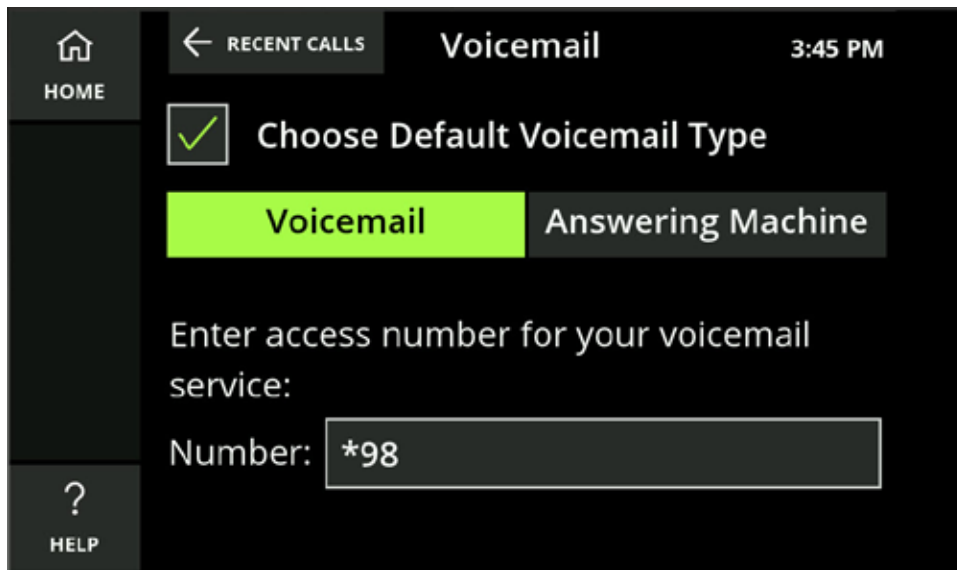 HOME
RECENT CALLS
Voicemail
3:45 PM
Choose Default Voicemail Type
Voicemail
Answering Machine
Enter access number for your voicemail
service:
Number: *98
?
HELP